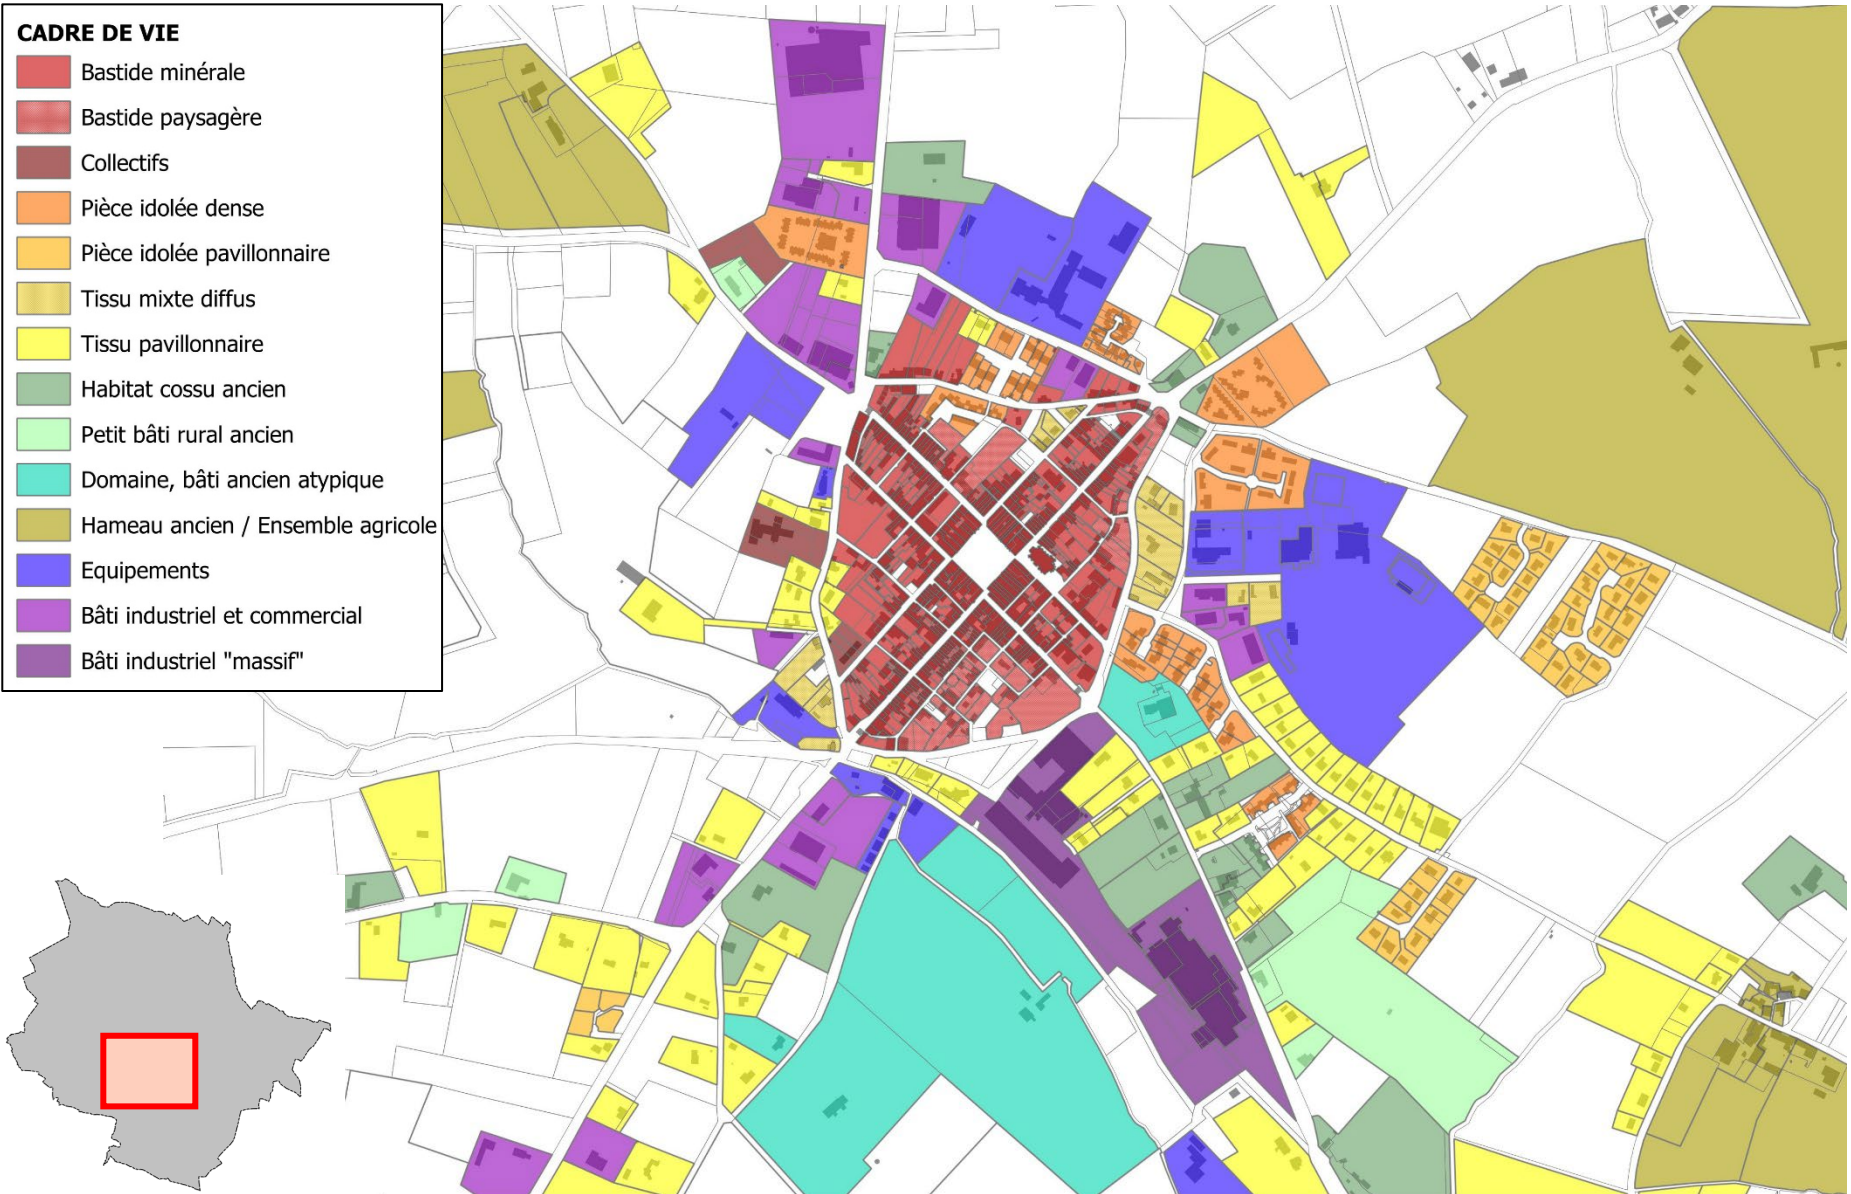 CADRE DE VIE
Bastide minérale
Bastide paysagère
Collectifs
Pièce idolée dense
Pièce idolée pavillonnaire
Tissu mixte diffus
Tissu pavillonnaire
Habitat cossu ancien
Petit bâti rural ancien
Domaine, bâti ancien atypique
Hameau ancien / Ensemble agricole
Equipements
Bâti industriel et commercial
Bâti industriel "massif"